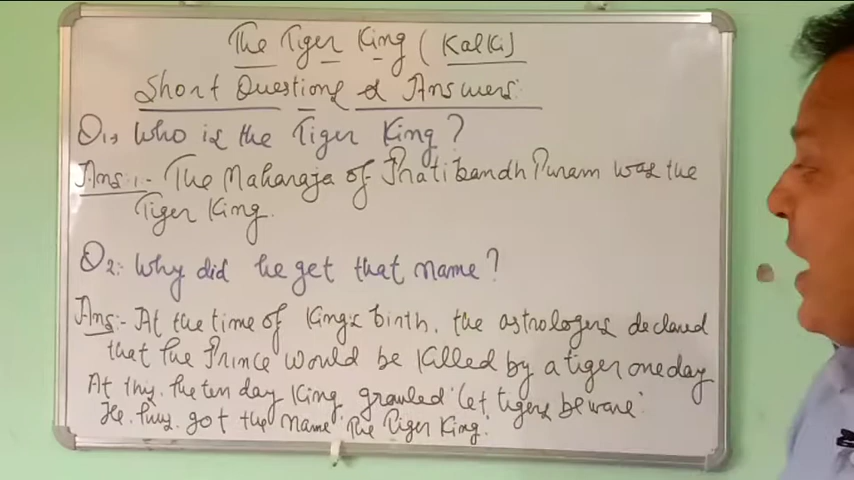 The Tiger King (Kalki)
Short Questions & Answers:
Q1, Who is the Tiger King?
Ans:- The Maharaja of Pratibandh Puram was the
Tiger King.
Q2: Why did he get that name?
Ans:- At the time of King's birth, the astrologers declared
that the Prince would be killed by a tiger one day
At this, the ten day King growled 'let tigers beware'
He thus got the name 'The Tiger King.'